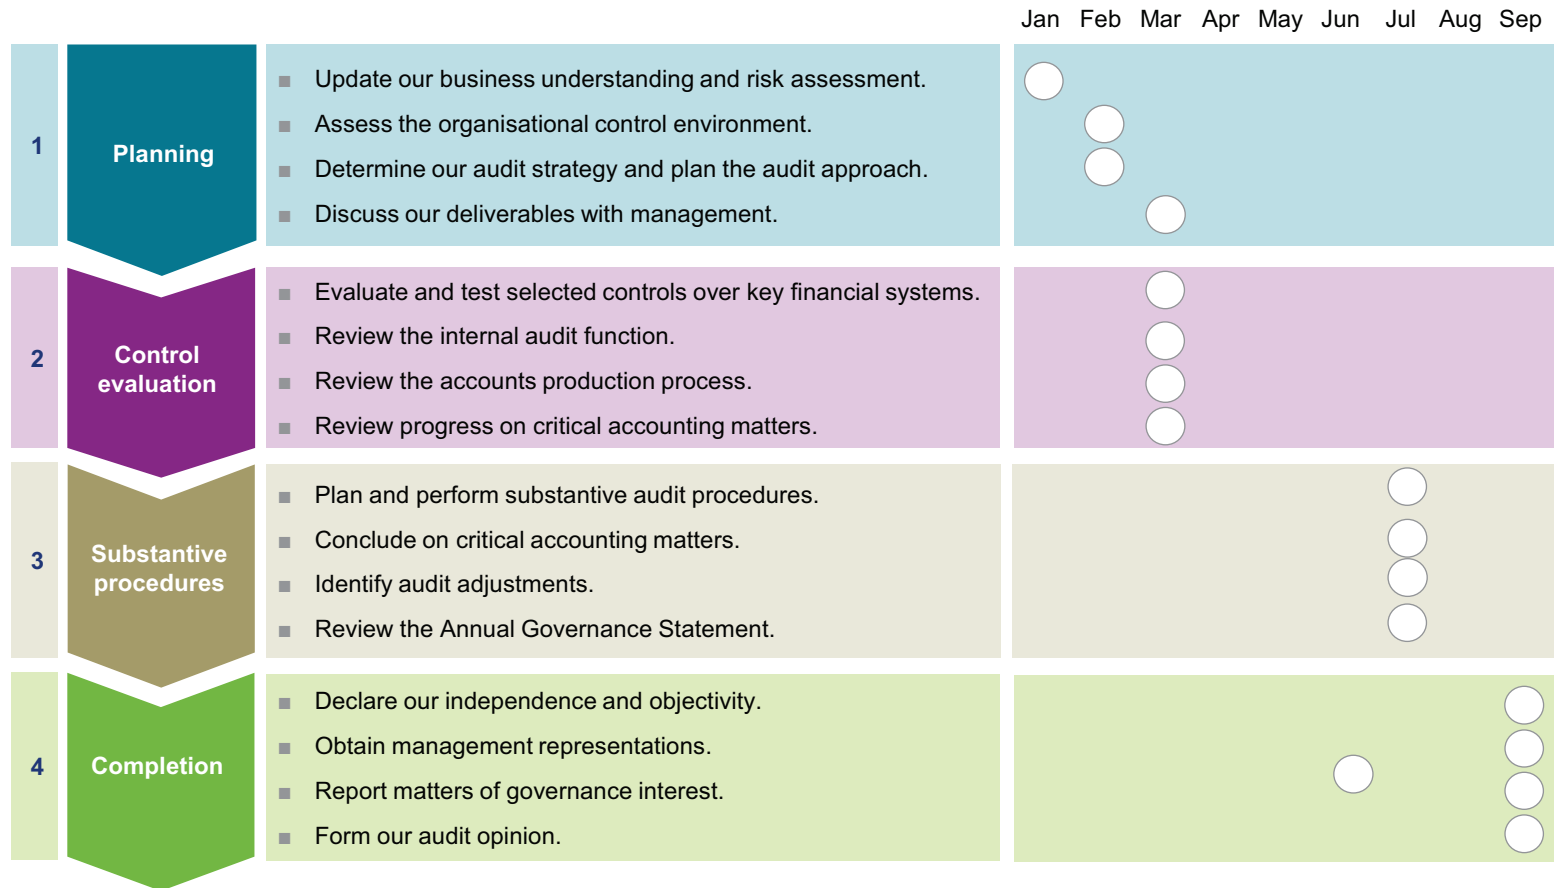 Jan Feb Mar Apr May Jun Jul Aug Sep
1
Planning
Update our business understanding and risk assessment.
Assess the organisational control environment.
Determine our audit strategy and plan the audit approach.
Discuss our deliverables with management.
2
Control
evaluation
Evaluate and test selected controls over key financial systems.
Review the internal audit function.
Review the accounts production process.
Review progress on critical accounting matters.
3
Substantive
procedures
Plan and perform substantive audit procedures.
Conclude on critical accounting matters.
Identify audit adjustments.
Review the Annual Governance Statement.
4
Completion
Declare our independence and objectivity.
Obtain management representations.
Report matters of governance interest.
Form our audit opinion.